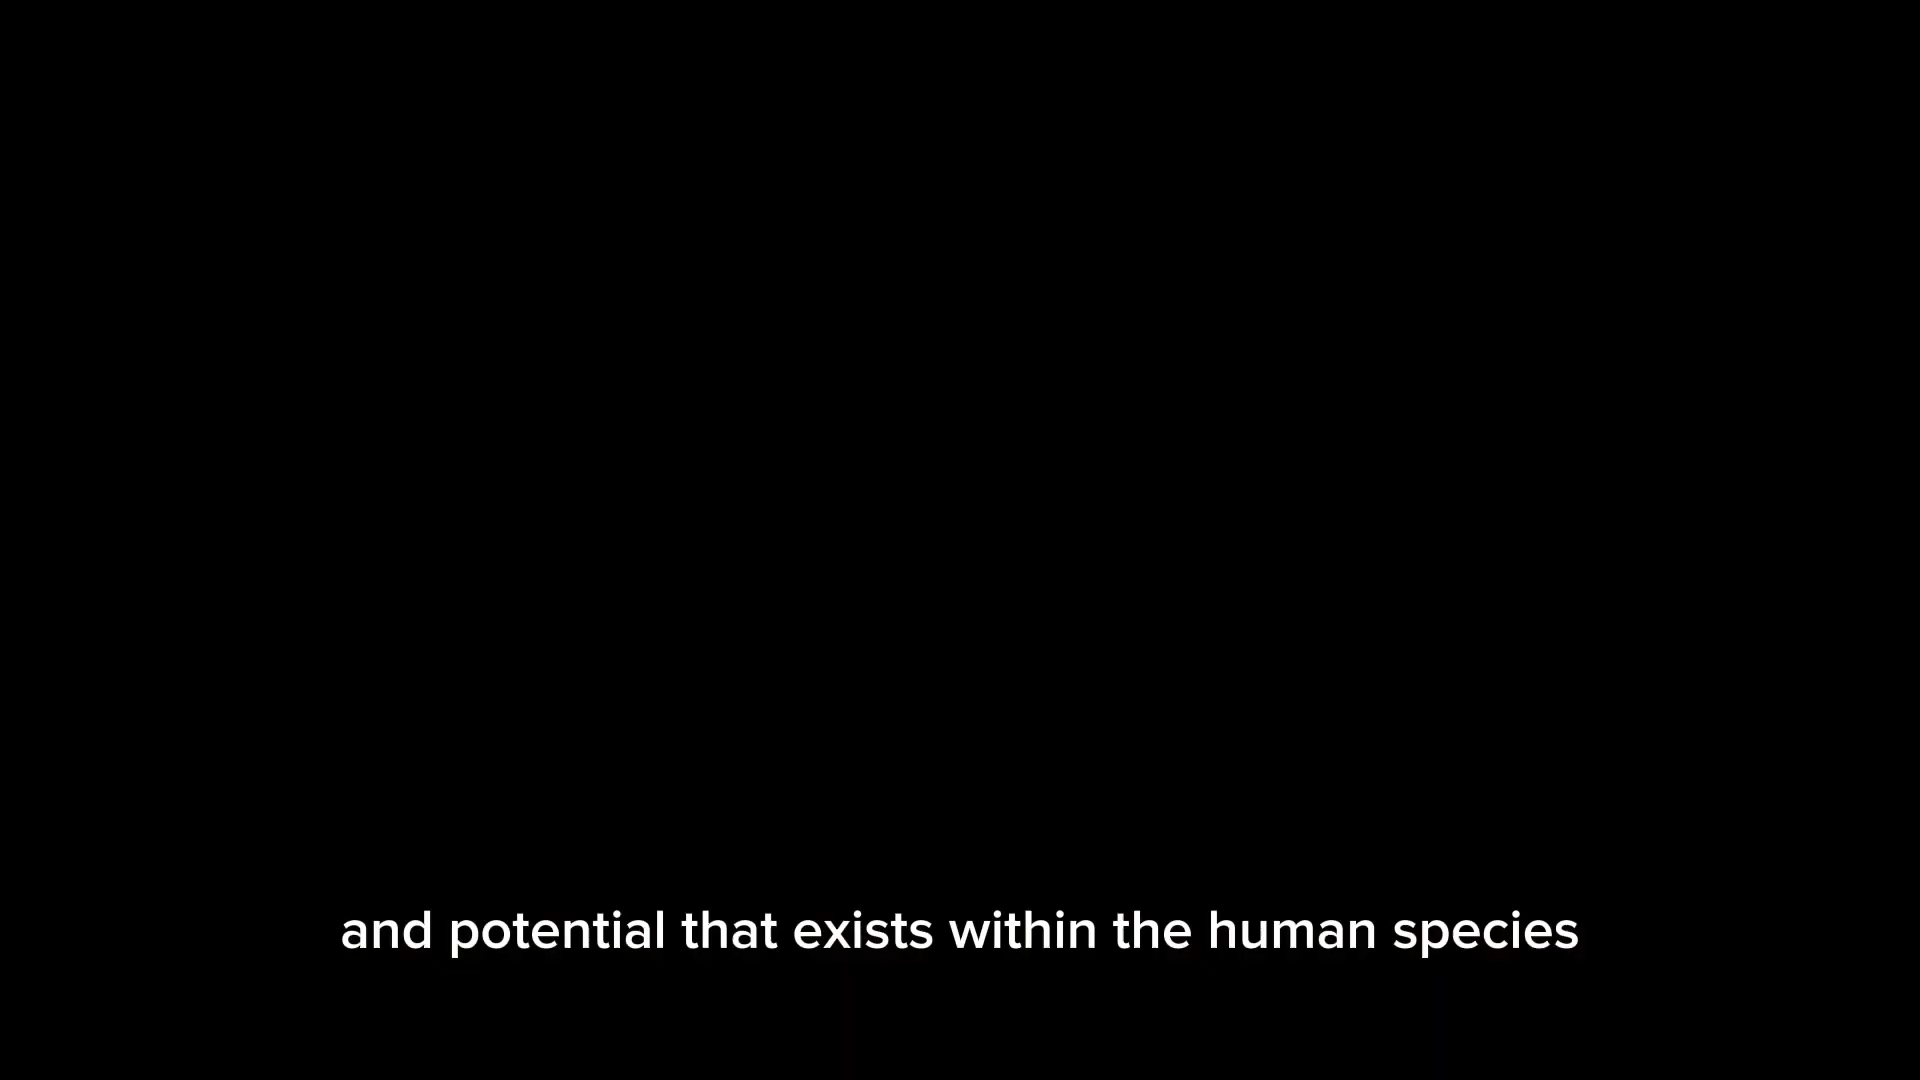 and potential that exists within the human species